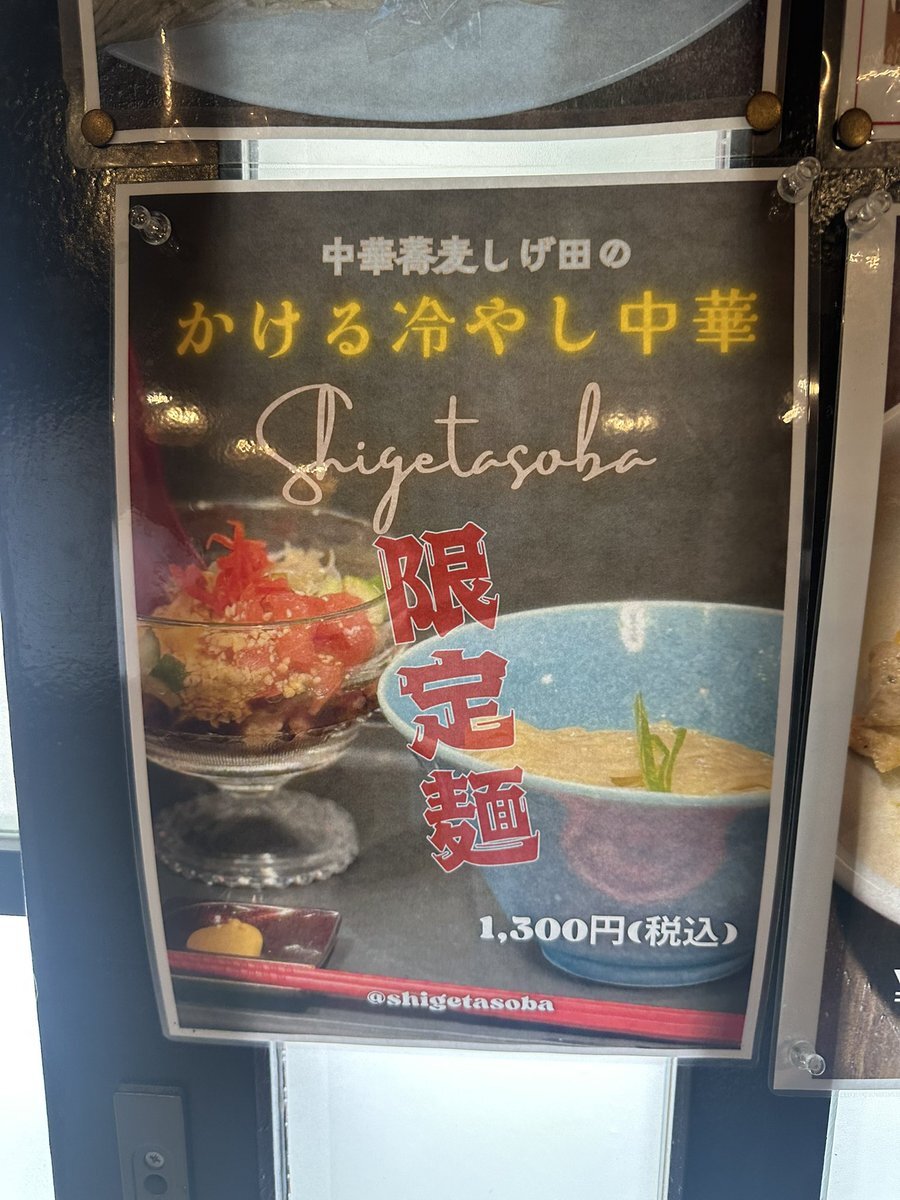 中華蕎麦しげ田の
かける冷やし中華
Shigetasoba
限定麺
1,300円(税込)
@shigetasoba